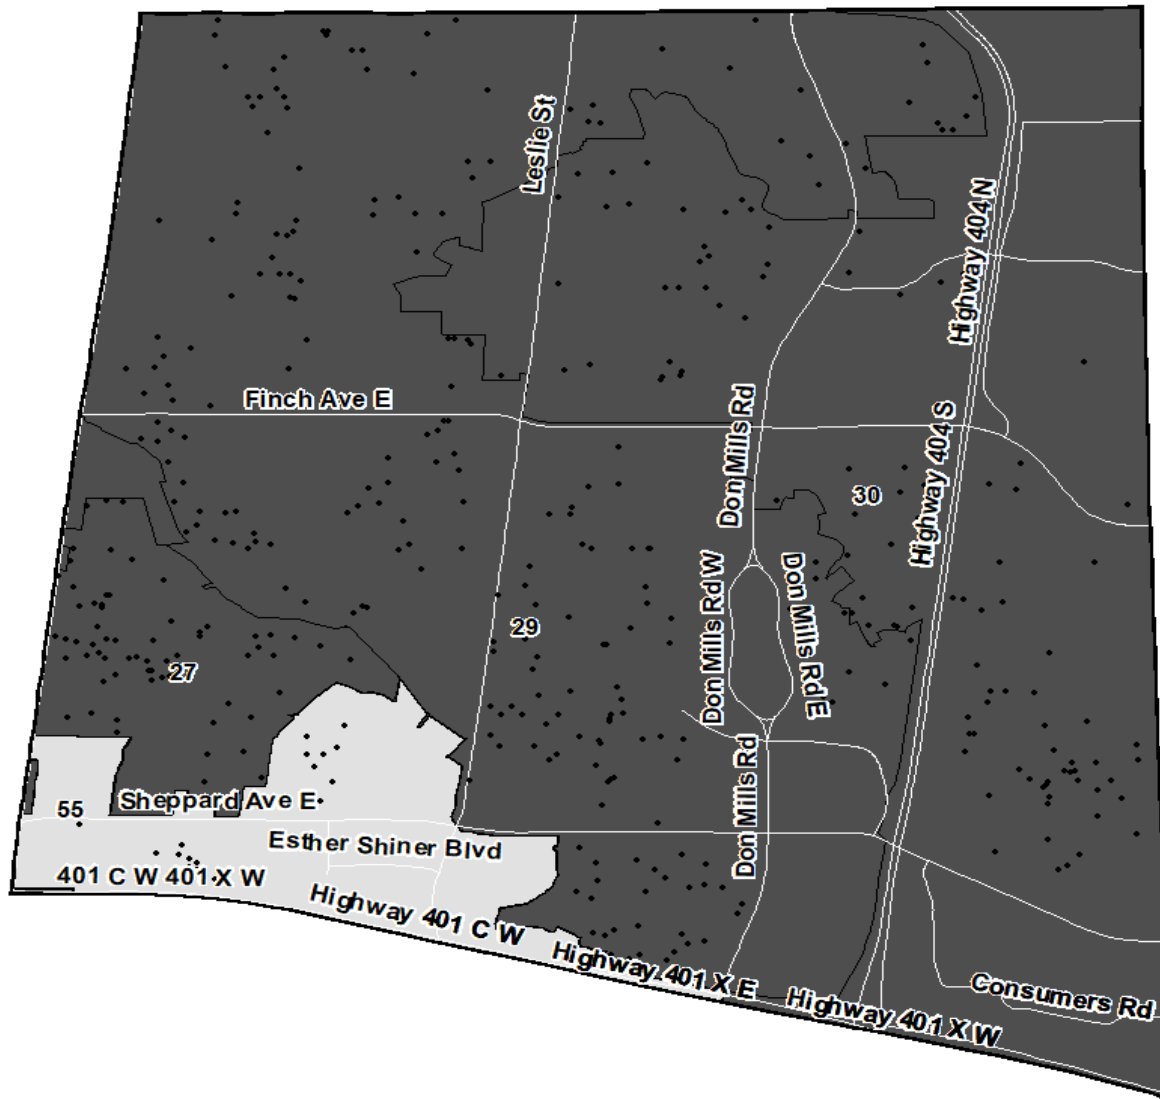 Leslie St
Highway 404 N
Finch Ave E
Don Mills Rd
Highway 404 S
30
Don Mills Rd W
Don Mills Rd E
29
27
Don Mills Rd
Sheppard Ave E
55
Esther Shiner Blvd
401 C W 401 X W
Highway 401 C W
Highway 401 X E
Highway 401 X W
Consumers Rd